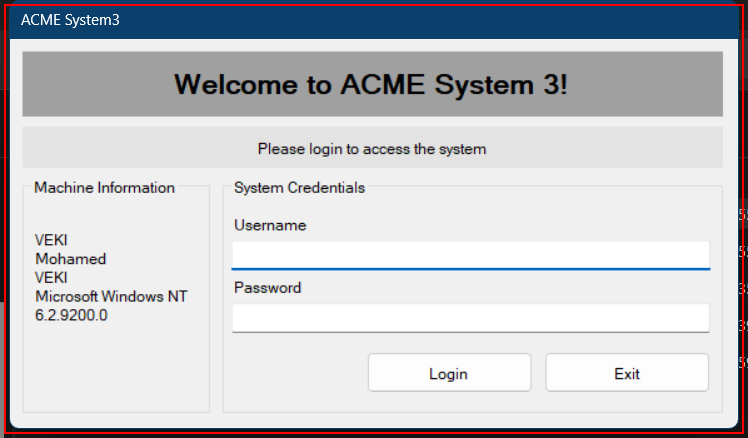 ACME System3
Welcome to ACME System 3!
Please login to access the system
Machine Information
VEKI
Mohamed
VEKI
Microsoft Windows NT
6.2.9200.0
System Credentials
Username
Password
Login
Exit